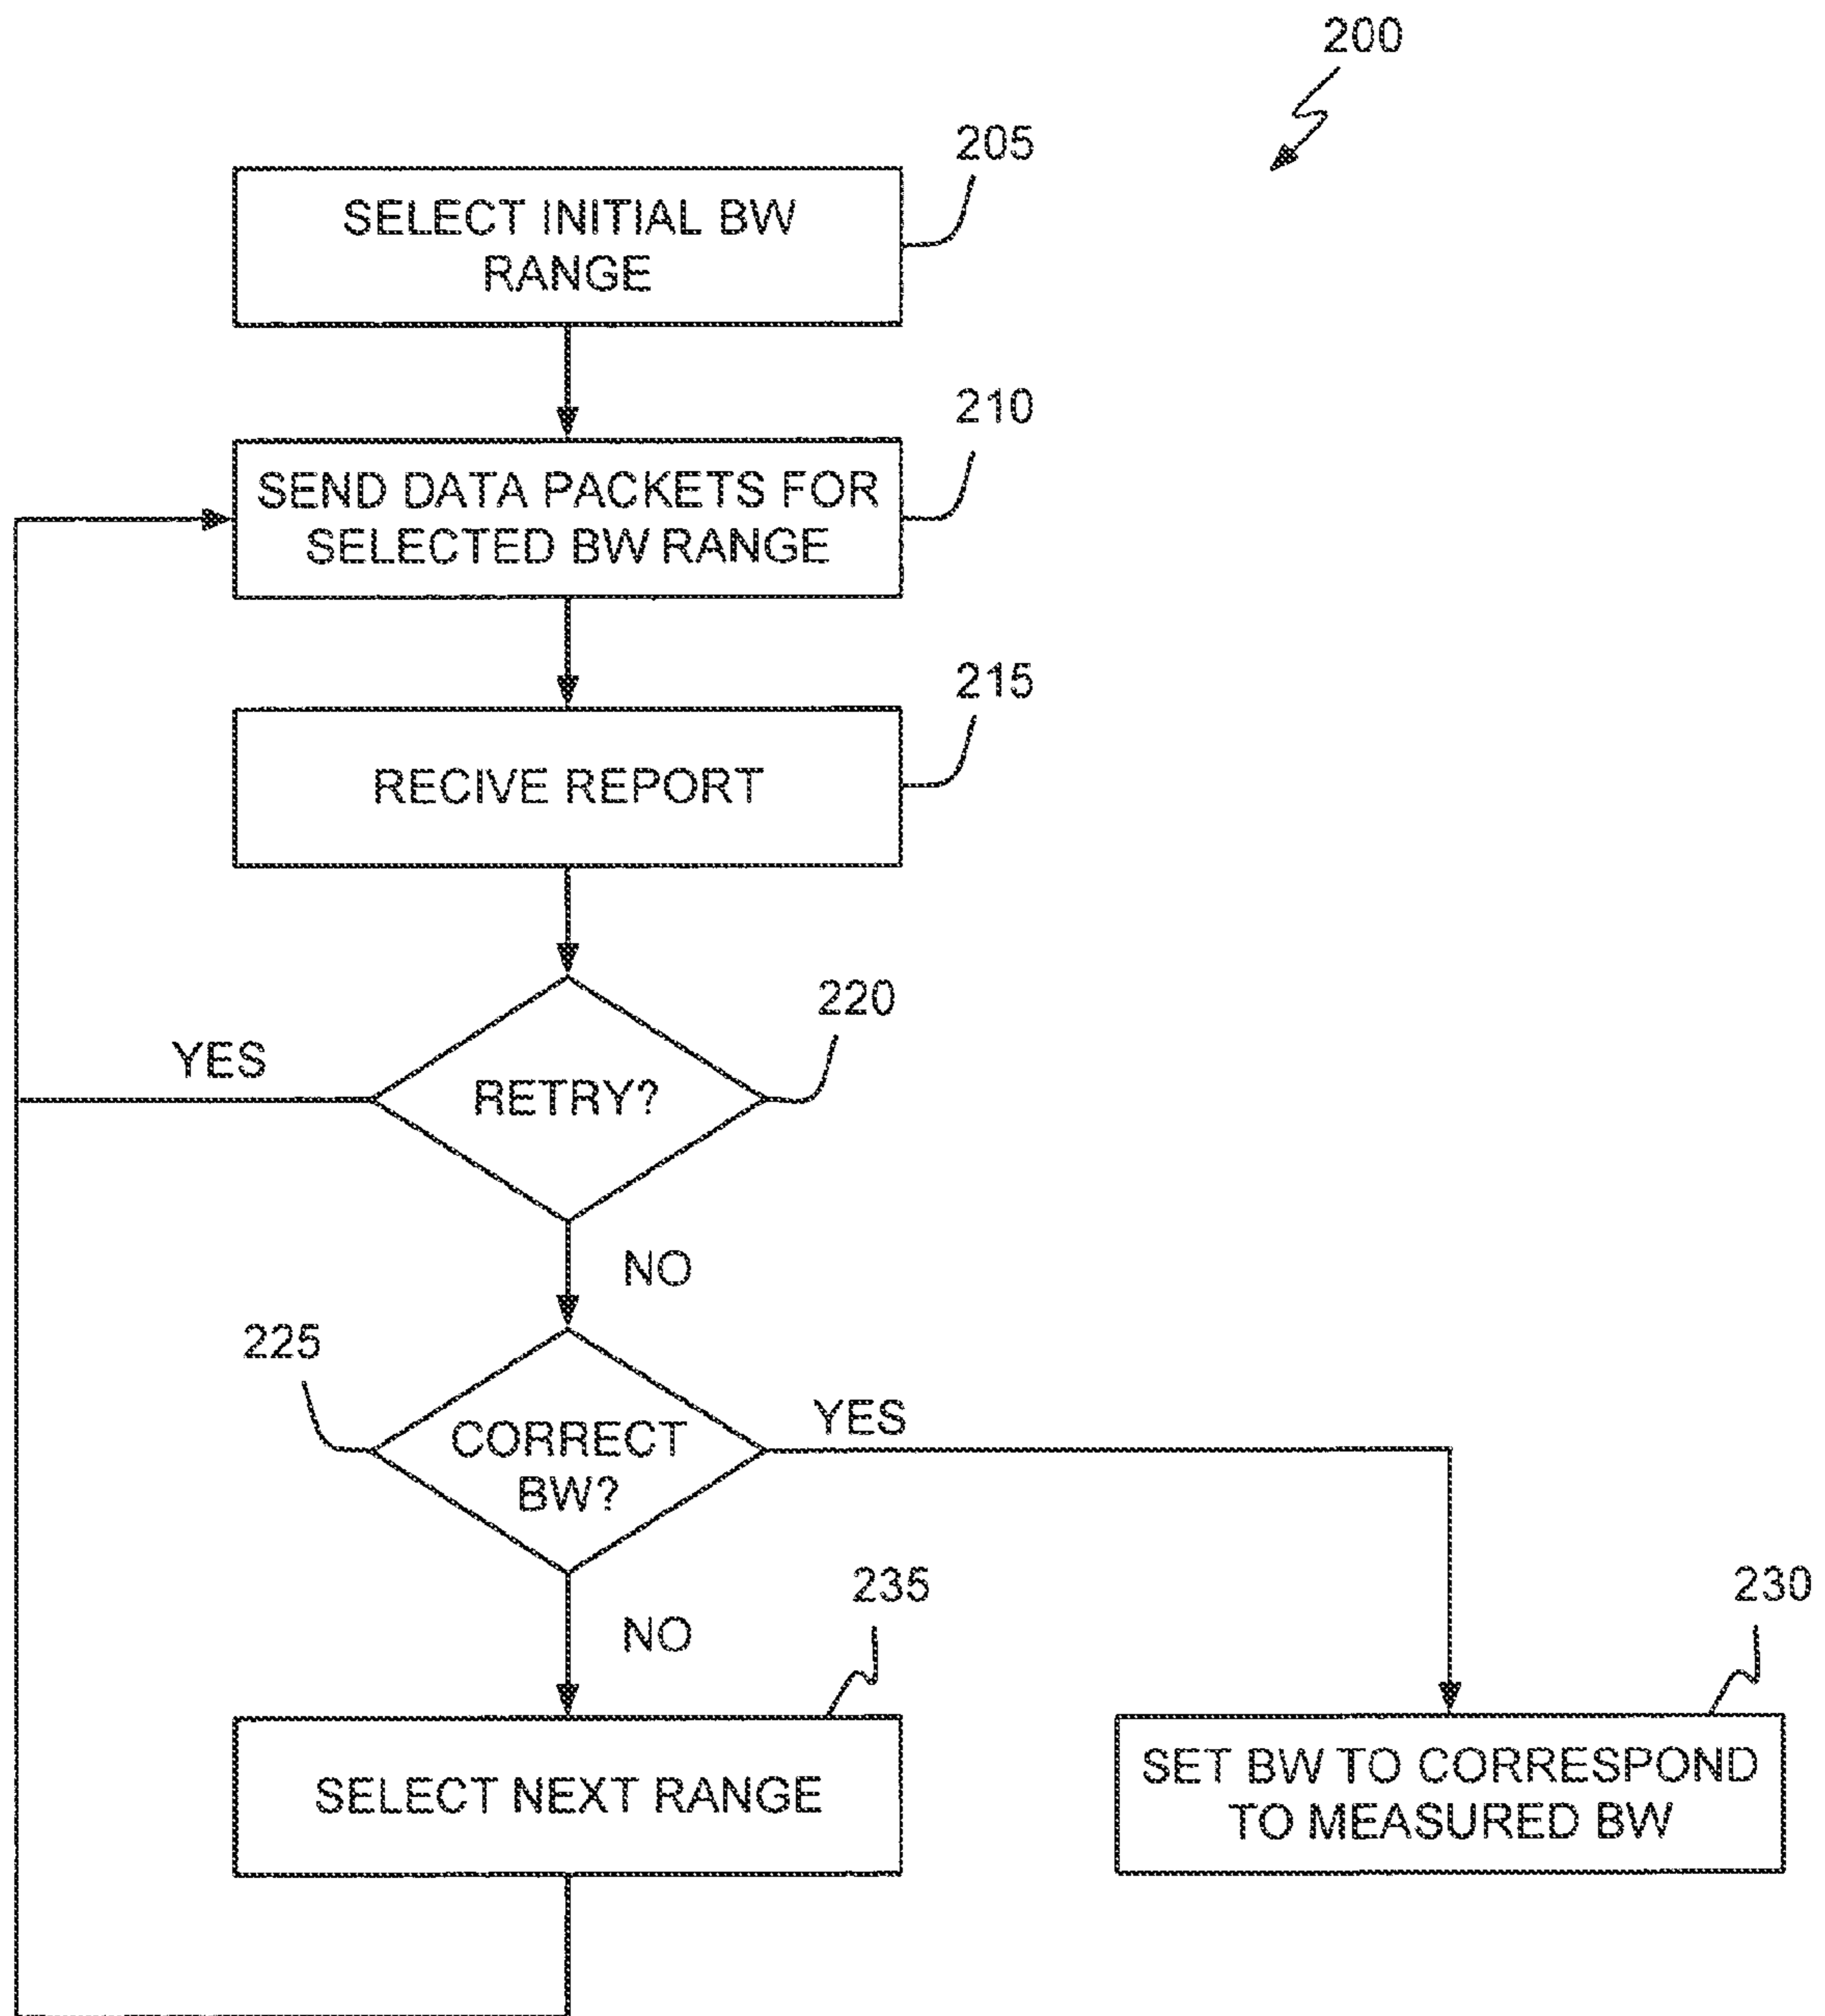 200
205
SELECT INITIAL BW
RANGE
210
SEND DATA PACKETS FOR
SELECTED BW RANGE
215
RECIVE REPORT
220
YES
RETRY?
NO
225
YES
CORRECT
BW?
235
230
NO
SELECT NEXT RANGE
SET BW TO CORRESPOND
TO MEASURED BW